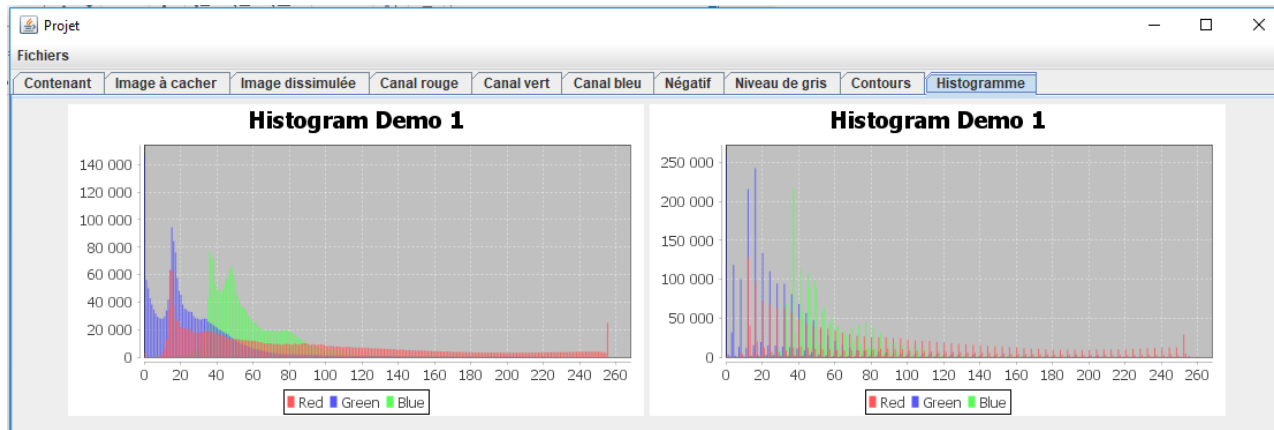 Projet
Fichiers
Contenant Image à cacher Image dissimulée Canal rouge Canal vert Canal bleu Négatif Niveau de gris Contours Histogramme
Histogram Demo 1
140 000
120 000
100 000
80 000
60 000
40 000
20 000
0
0 20 40 60 80 100 120 140 160 180 200 220 240 260
Red Green Blue
Histogram Demo 1
250 000
200 000
150 000
100 000
50 000
0
0 20 40 60 80 100 120 140 160 180 200 220 240 260
Red Green Blue